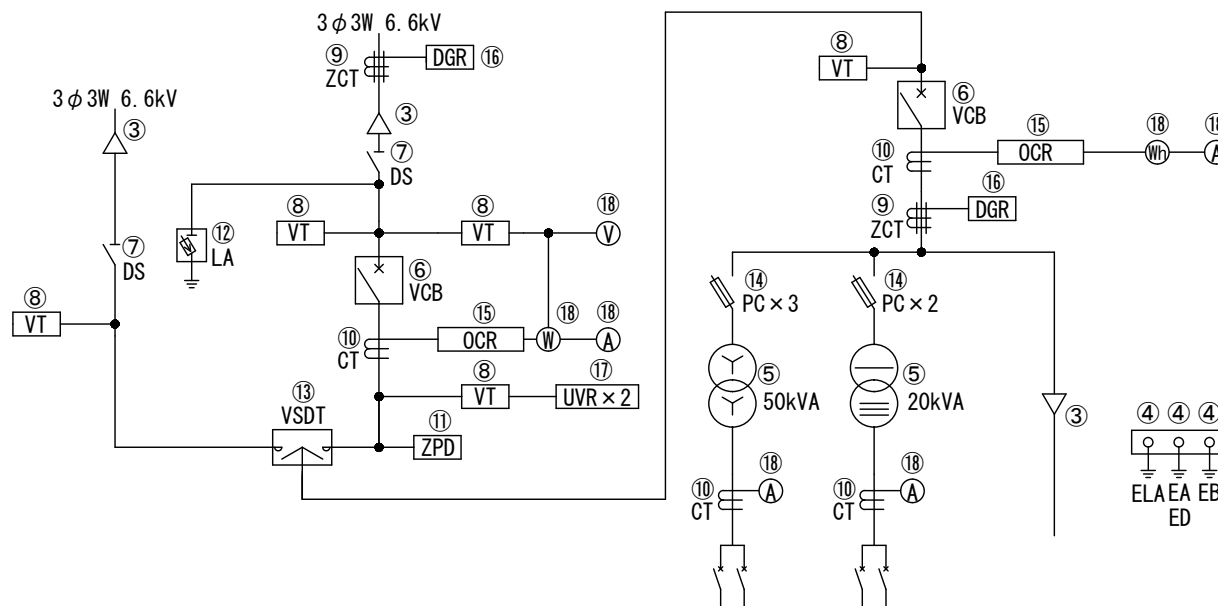 3φ3W 6.6kV
⑨
ZCT
DGR ⑯
③
⑦
DS
3φ3W 6.6kV
③
⑦
DS
⑧
VT
⑫
LA
⑧
VT
⑧
VT
⑱
V
⑥
VCB
⑩
CT
⑮
OCR
⑱
W
⑱
A
⑧
VT
⑰
UVR×2
⑬
VSDT
⑪
ZPD
⑧
VT
⑥
VCB
⑩
CT
⑮
OCR
⑱
Wh
⑱
A
⑨
ZCT
⑯
DGR
⑭
PC×3
⑭
PC×2
⑤
50kVA
⑤
20kVA
③
⑩
CT
⑱
A
⑩
CT
⑱
A
④ ④ ④
ELA EA EB
ED